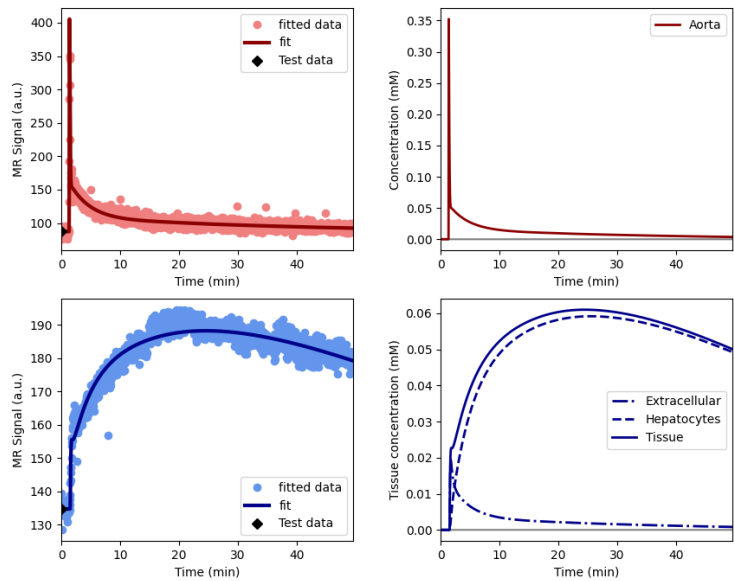 400
350
300
250
200
150
100
MR Signal (a.u.)
fitted data
fit
Test data
0 10 20 30 40
Time (min)
0.35
0.30
0.25
0.20
0.15
0.10
0.05
0.00
Concentration (mM)
Aorta
0 10 20 30 40
Time (min)
190
180
170
160
150
140
130
MR Signal (a.u.)
fitted data
fit
Test data
0 10 20 30 40
Time (min)
0.06
0.05
0.04
0.03
0.02
0.01
0.00
Tissue concentration (mM)
Extracellular
Hepatocytes
Tissue
0 10 20 30 40
Time (min)